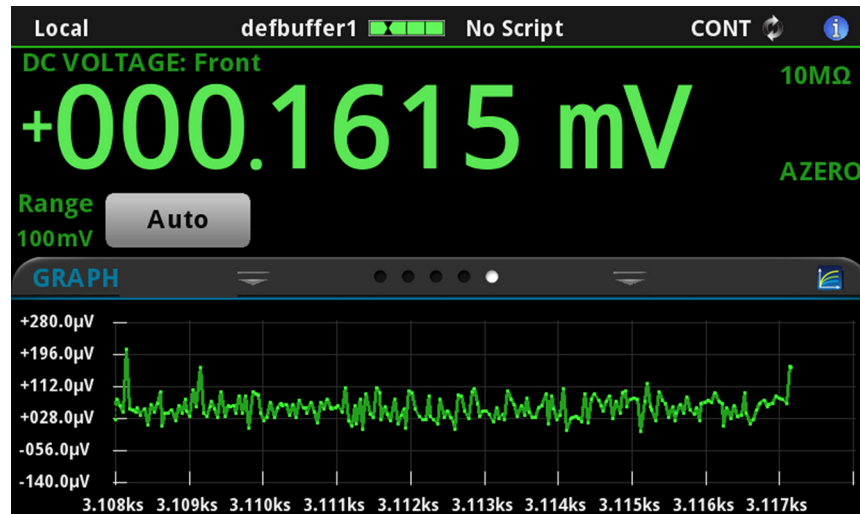 Local defbuffer1 No Script CONT i
DC VOLTAGE: Front
10MΩ
+000.1615 mV
AZERO
Range
100mV
Auto
GRAPH
+280.0µV
+196.0µV
+112.0µV
+028.0µV
-056.0µV
-140.0µV
3.108ks 3.109ks 3.110ks 3.111ks 3.112ks 3.113ks 3.114ks 3.115ks 3.116ks 3.117ks